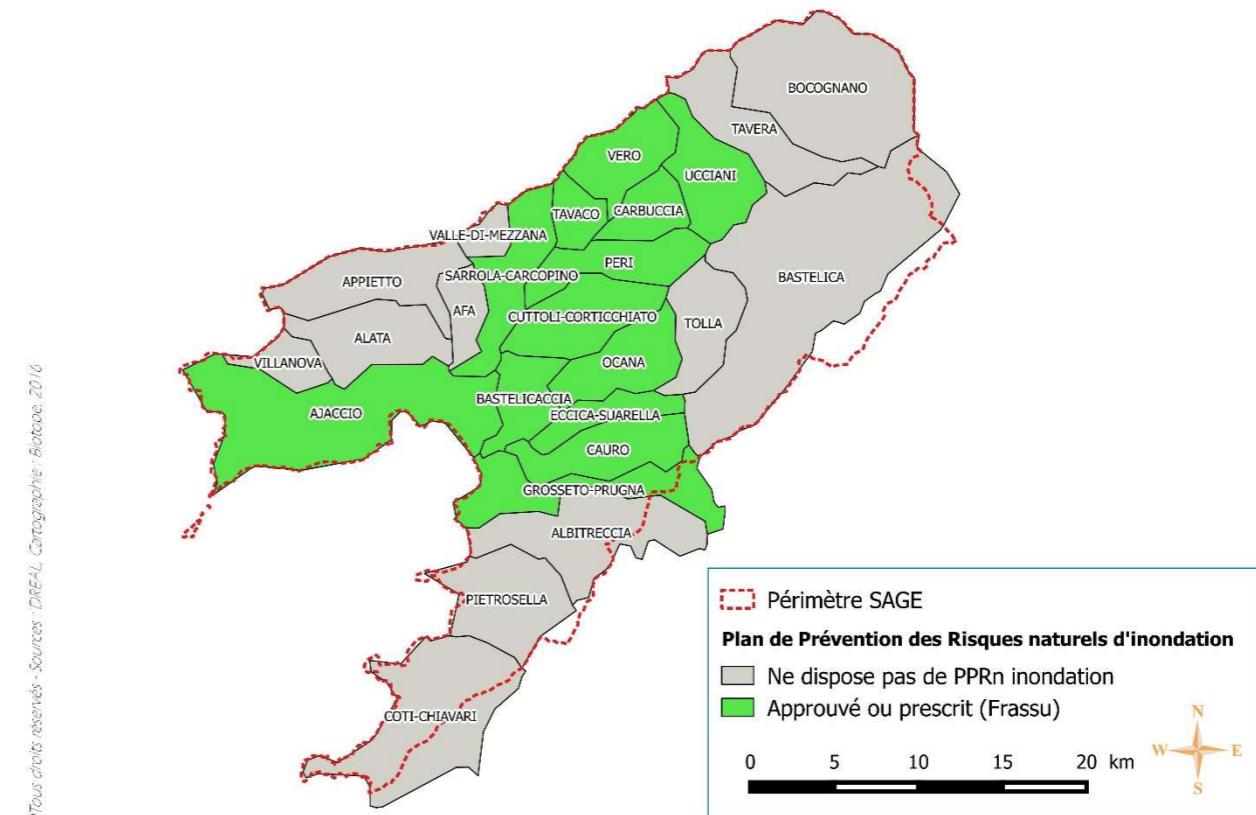 BOCOGNANO
TAVERA
VERO
UCCIANI
TAVACO
CARBUCCIA
VALLE-DI-MEZZANA
PERI
BASTELICA
SARROLA-CARCOPINO
APPIETTO
AFA
CUTTOLI-CORTICCHIATO
TOLLA
ALATA
OCANA
VILLANOVA
BASTELICACCIA
AJACCIO
ECCICA-SUARELLA
CAURO
GROSSETO-PRUGNA
ALBITRECCIA
PIETROSELLA
COTI-CHIAVARI
Tous droits réservés - Sources : DREAL, Cartographie : Biotope, 2016
Périmètre SAGE
Plan de Prévention des Risques naturels d'inondation
Ne dispose pas de PPRn inondation
Approuvé ou prescrit (Frassu)
0 5 10 15 20 km
N
W E
S